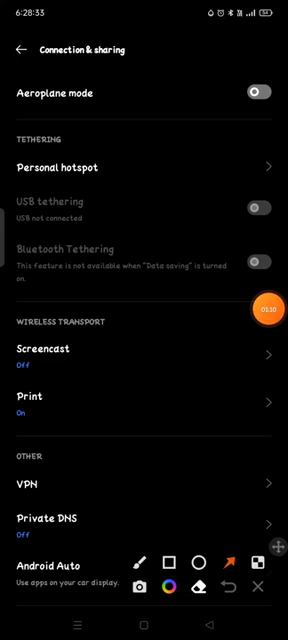 6:28:33
54
Connection & sharing
Aeroplane mode
TETHERING
Personal hotspot
USB tethering
USB not connected
Bluetooth Tethering
This feature is not available when "Data saving" is turned
on.
WIRELESS TRANSPORT
01:10
Screencast
Off
Print
On
OTHER
VPN
Private DNS
Off
Android Auto
Use apps on your car display.